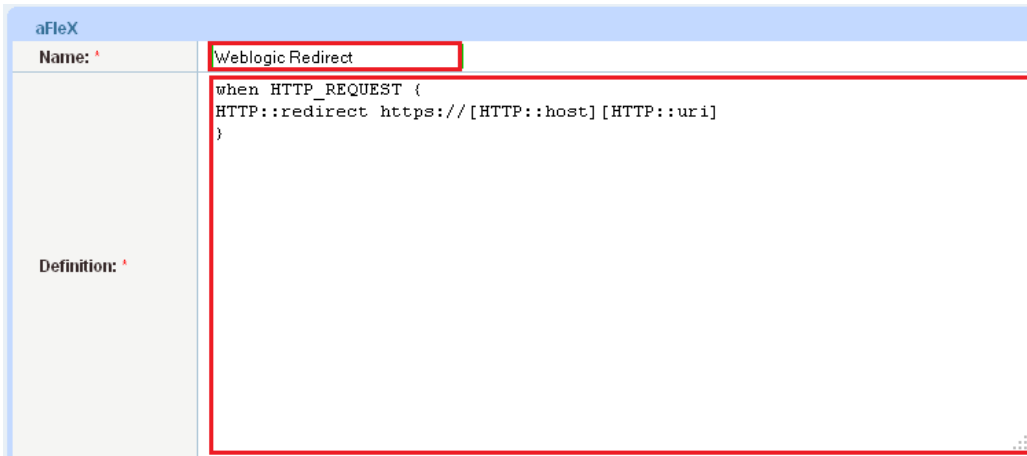 aFleX
Name: *
Weblogic Redirect
Definition: *
when HTTP_REQUEST {
HTTP::redirect https://[HTTP::host][HTTP::uri]
}